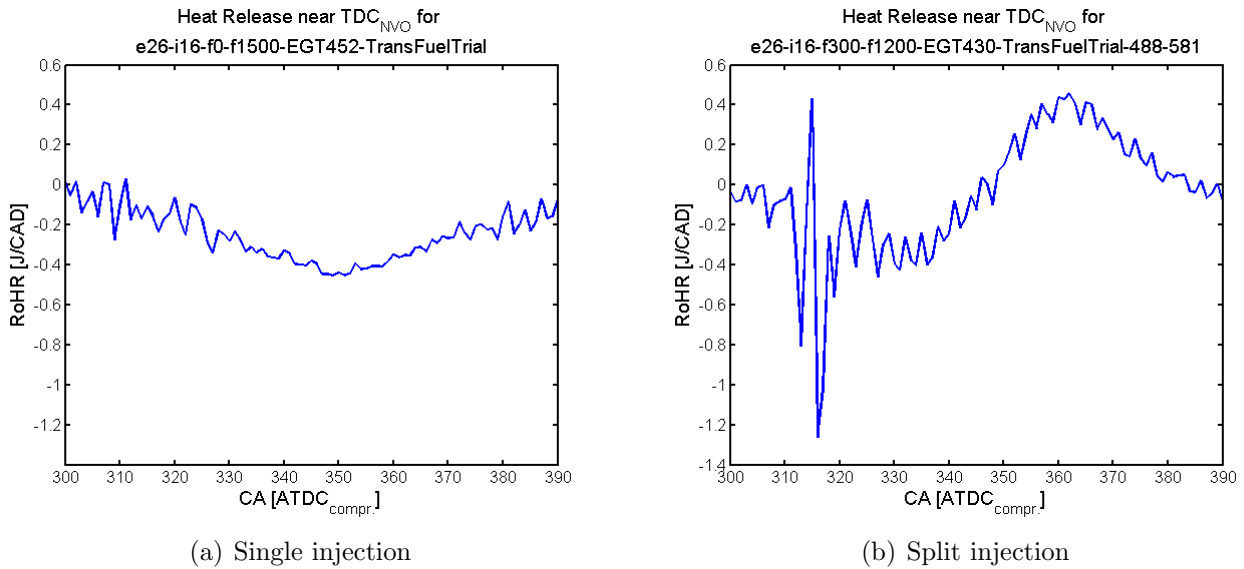 Heat Release near TDC_NVO for
e26-i16-f0-f1500-EGT452-TransFuelTrial
0.6
0.4
0.2
0
-0.2
-0.4
-0.6
-0.8
-1
-1.2
RoHR [J/CAD]
300 310 320 330 340 350 360 370 380 390
CA [ATDC_compr.]
(a) Single injection
Heat Release near TDC_NVO for
e26-i16-f300-f1200-EGT430-TransFuelTrial-488-581
0.6
0.4
0.2
0
-0.2
-0.4
-0.6
-0.8
-1
-1.2
-1.4
RoHR [J/CAD]
300 310 320 330 340 350 360 370 380 390
CA [ATDC_compr.]
(b) Split injection